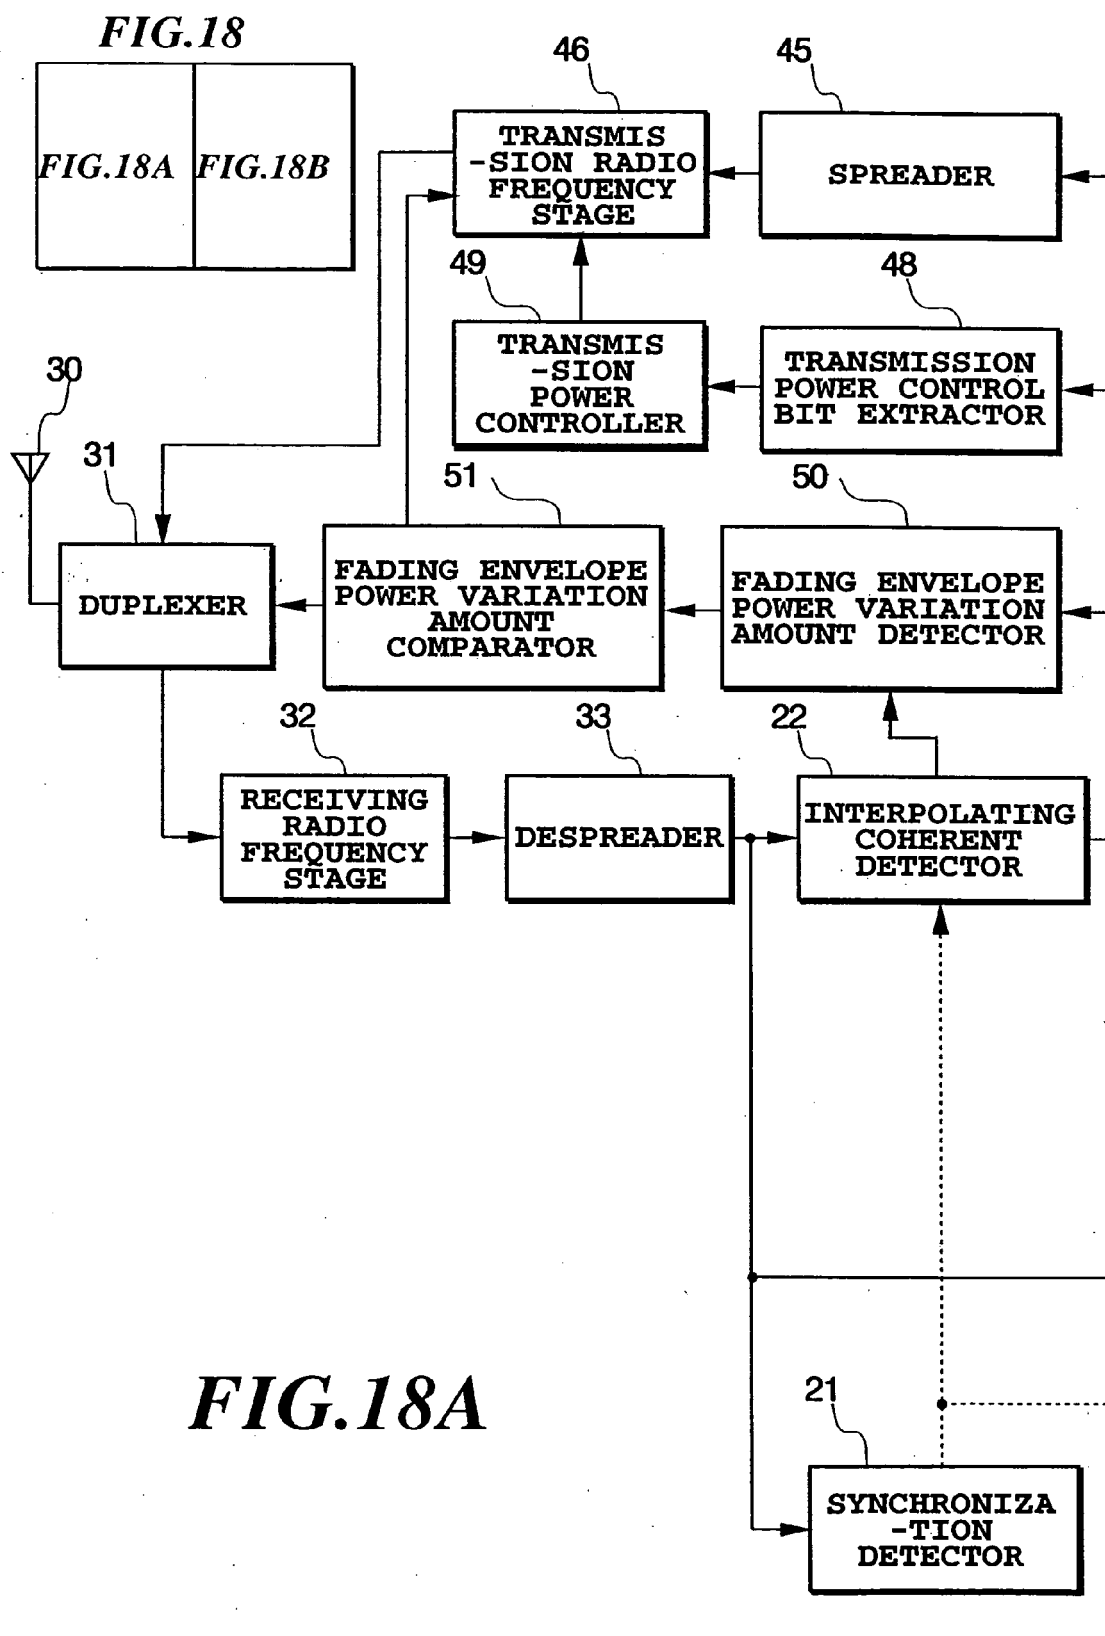 FIG.18
FIG.18A FIG.18B
46
TRANSMIS
-SION RADIO
FREQUENCY
STAGE
45
SPREADER
49
TRANSMIS
-SION
POWER
CONTROLLER
48
TRANSMISSION
POWER CONTROL
BIT EXTRACTOR
30
31
DUPLEXER
51
FADING ENVELOPE
POWER VARIATION
AMOUNT
COMPARATOR
50
FADING ENVELOPE
POWER VARIATION
AMOUNT DETECTOR
32
RECEIVING
RADIO
FREQUENCY
STAGE
33
DESPREADER
22
INTERPOLATING
COHERENT
DETECTOR
FIG.18A
21
SYNCHRONIZA
-TION
DETECTOR